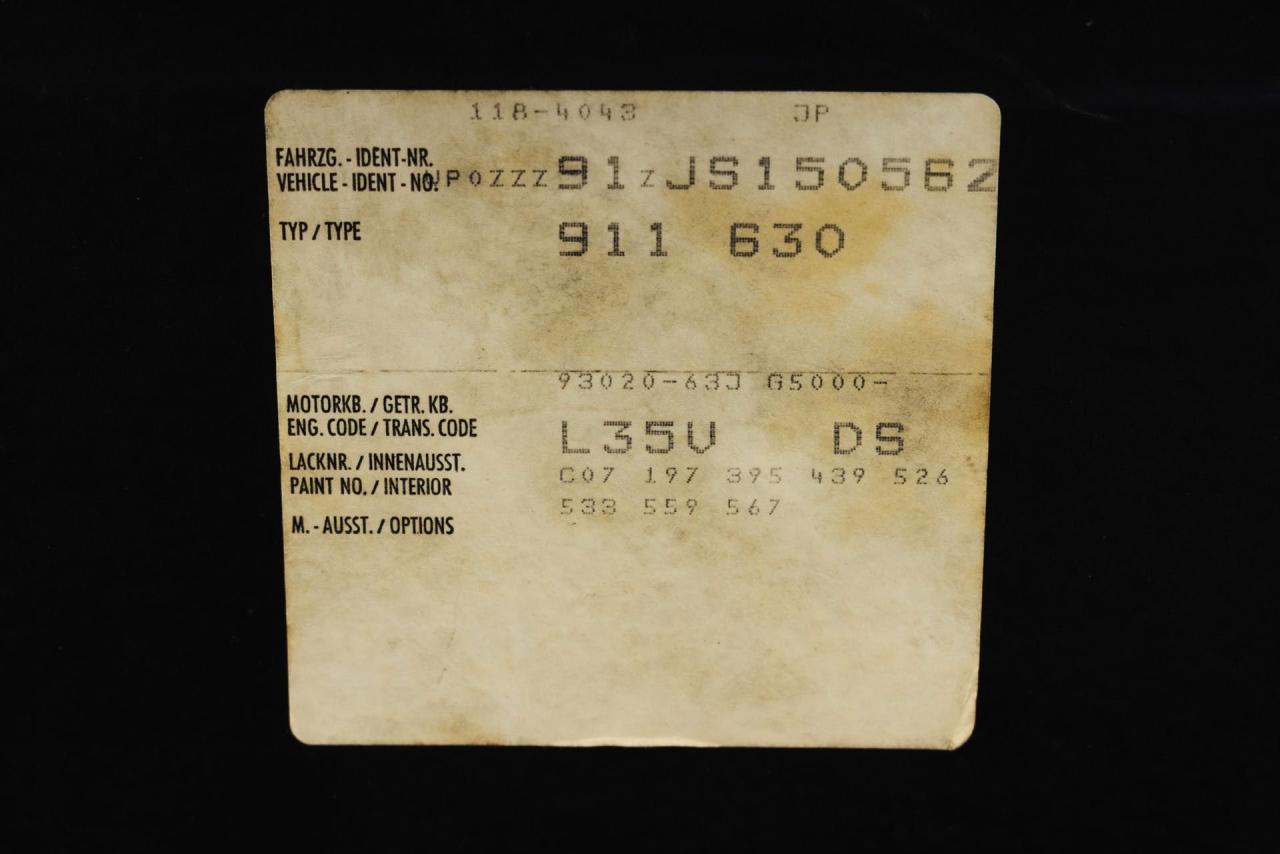 118-4043 JP
FAHRZG. - IDENT-NR.
VEHICLE - IDENT - NO. WP0ZZZ91ZJS150562
TYP / TYPE 911 630
93020-63J G5000-
MOTORKB. / GETR. KB.
ENG. CODE / TRANS. CODE L35V DS
LACKNR. / INNENAUSST. C07 197 395 439 526
PAINT NO. / INTERIOR 533 559 567
M. - AUSST. / OPTIONS